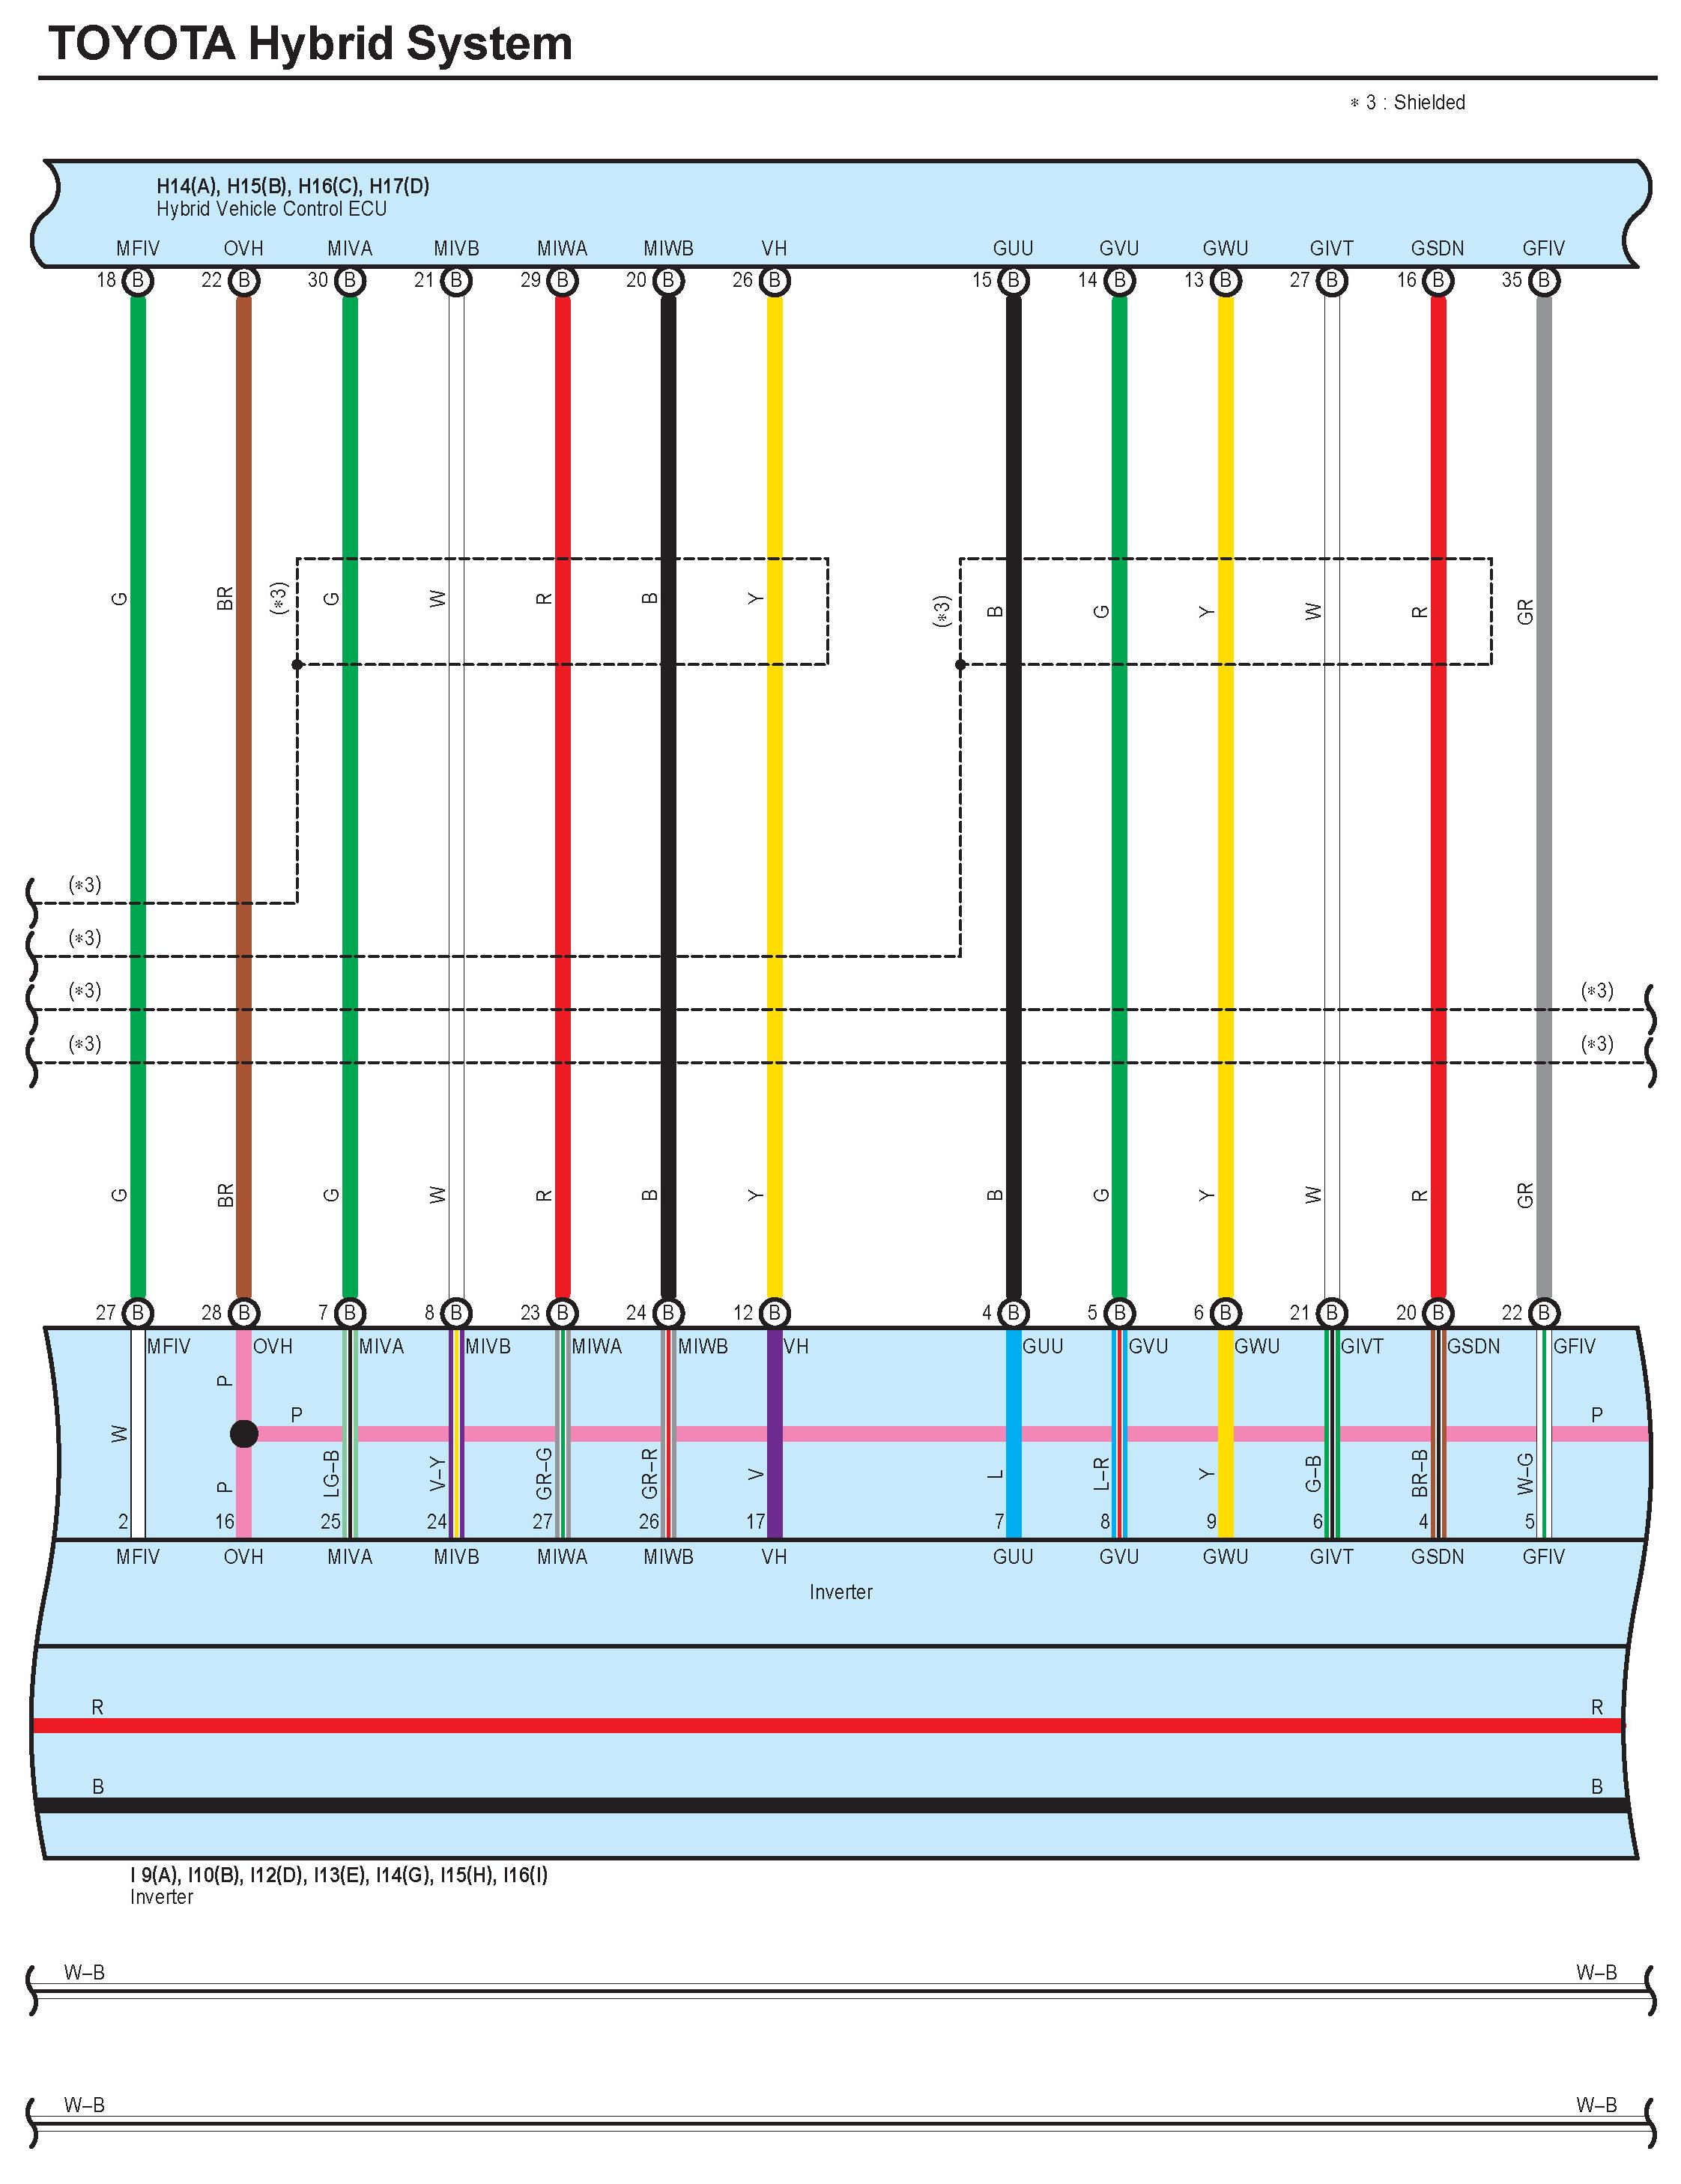 TOYOTA Hybrid System
* 3 : Shielded
H14(A), H15(B), H16(C), H17(D)
Hybrid Vehicle Control ECU
MFIV OVH MIVA MIVB MIWA MIWB VH GUU GVU GWU GIVT GSDN GFIV
18 B 22 B 30 B 21 B 29 B 20 B 26 B 15 B 14 B 13 B 27 B 16 B 35 B
G BR (*3) G W R B Y (*3) B G Y W R GR
(*3)
(*3)
(*3) (*3)
(*3) (*3)
G BR G W R B Y B G Y W R GR
27 B 28 B 7 B 8 B 23 B 24 B 12 B 4 B 5 B 6 B 21 B 20 B 22 B
MFIV OVH MIVA MIVB MIWA MIWB VH GUU GVU GWU GIVT GSDN GFIV
P
P P
W P LG–B V–Y GR–G GR–R V L L–R Y G–B BR–B W–G
2 16 25 24 27 26 17 7 8 9 6 4 5
MFIV OVH MIVA MIVB MIWA MIWB VH GUU GVU GWU GIVT GSDN GFIV
Inverter
R R
B B
I 9(A), I10(B), I12(D), I13(E), I14(G), I15(H), I16(I)
Inverter
W–B W–B
W–B W–B